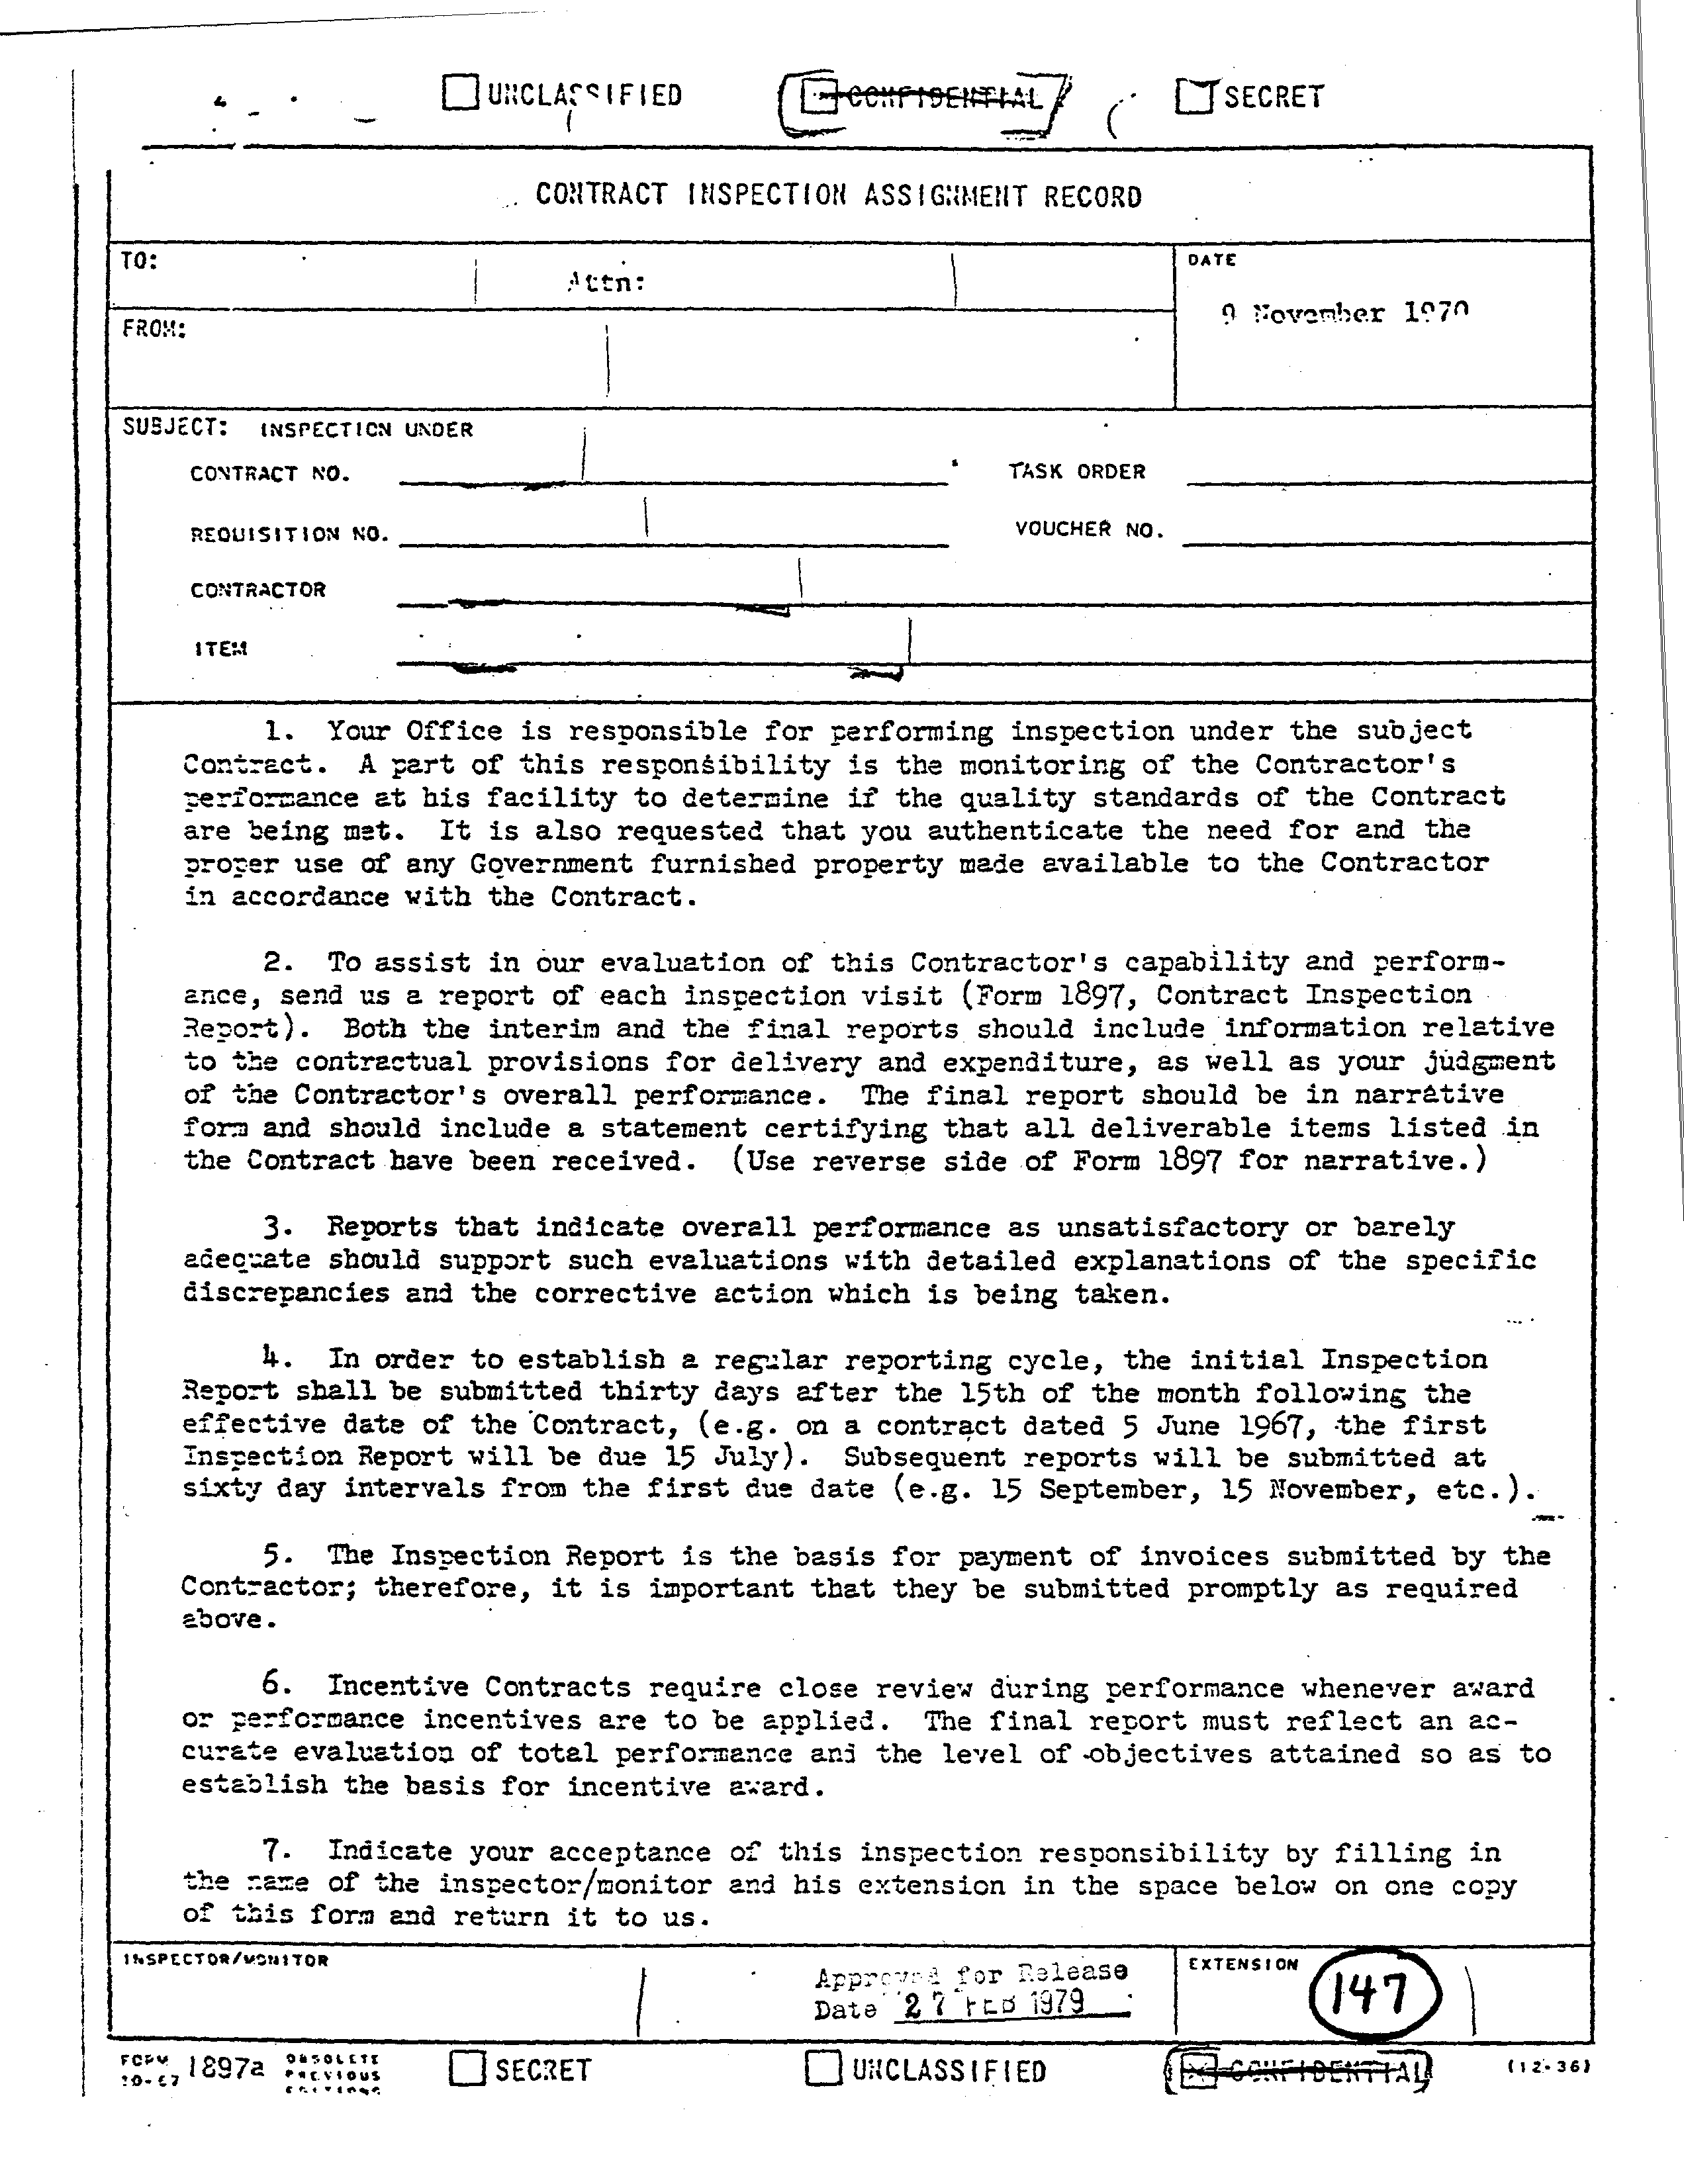 UNCLASSIFIED CONFIDENTIAL SECRET
CONTRACT INSPECTION ASSIGNMENT RECORD
TO: Attn: DATE
9 November 1970
FROM:
SUBJECT: INSPECTION UNDER
CONTRACT NO. TASK ORDER
REQUISITION NO. VOUCHER NO.
CONTRACTOR
ITEM
1. Your Office is responsible for performing inspection under the subject
Contract. A part of this responsibility is the monitoring of the Contractor's
performance at his facility to determine if the quality standards of the Contract
are being met. It is also requested that you authenticate the need for and the
proper use of any Government furnished property made available to the Contractor
in accordance with the Contract.
2. To assist in our evaluation of this Contractor's capability and perform-
ance, send us a report of each inspection visit (Form 1897, Contract Inspection
Report). Both the interim and the final reports should include information relative
to the contractual provisions for delivery and expenditure, as well as your judgment
of the Contractor's overall performance. The final report should be in narrative
form and should include a statement certifying that all deliverable items listed in
the Contract have been received. (Use reverse side of Form 1897 for narrative.)
3. Reports that indicate overall performance as unsatisfactory or barely
adequate should support such evaluations with detailed explanations of the specific
discrepancies and the corrective action which is being taken.
4. In order to establish a regular reporting cycle, the initial Inspection
Report shall be submitted thirty days after the 15th of the month following the
effective date of the Contract, (e.g. on a contract dated 5 June 1967, the first
Inspection Report will be due 15 July). Subsequent reports will be submitted at
sixty day intervals from the first due date (e.g. 15 September, 15 November, etc.).
5. The Inspection Report is the basis for payment of invoices submitted by the
Contractor; therefore, it is important that they be submitted promptly as required
above.
6. Incentive Contracts require close review during performance whenever award
or performance incentives are to be applied. The final report must reflect an ac-
curate evaluation of total performance and the level of objectives attained so as to
establish the basis for incentive award.
7. Indicate your acceptance of this inspection responsibility by filling in
the name of the inspector/monitor and his extension in the space below on one copy
of this form and return it to us.
INSPECTOR/MONITOR EXTENSION
Approved for Release
Date 27 FEB 1979
147
FORM 10-67 1897a OBSOLETE PREVIOUS EDITIONS SECRET UNCLASSIFIED CONFIDENTIAL (12-36)